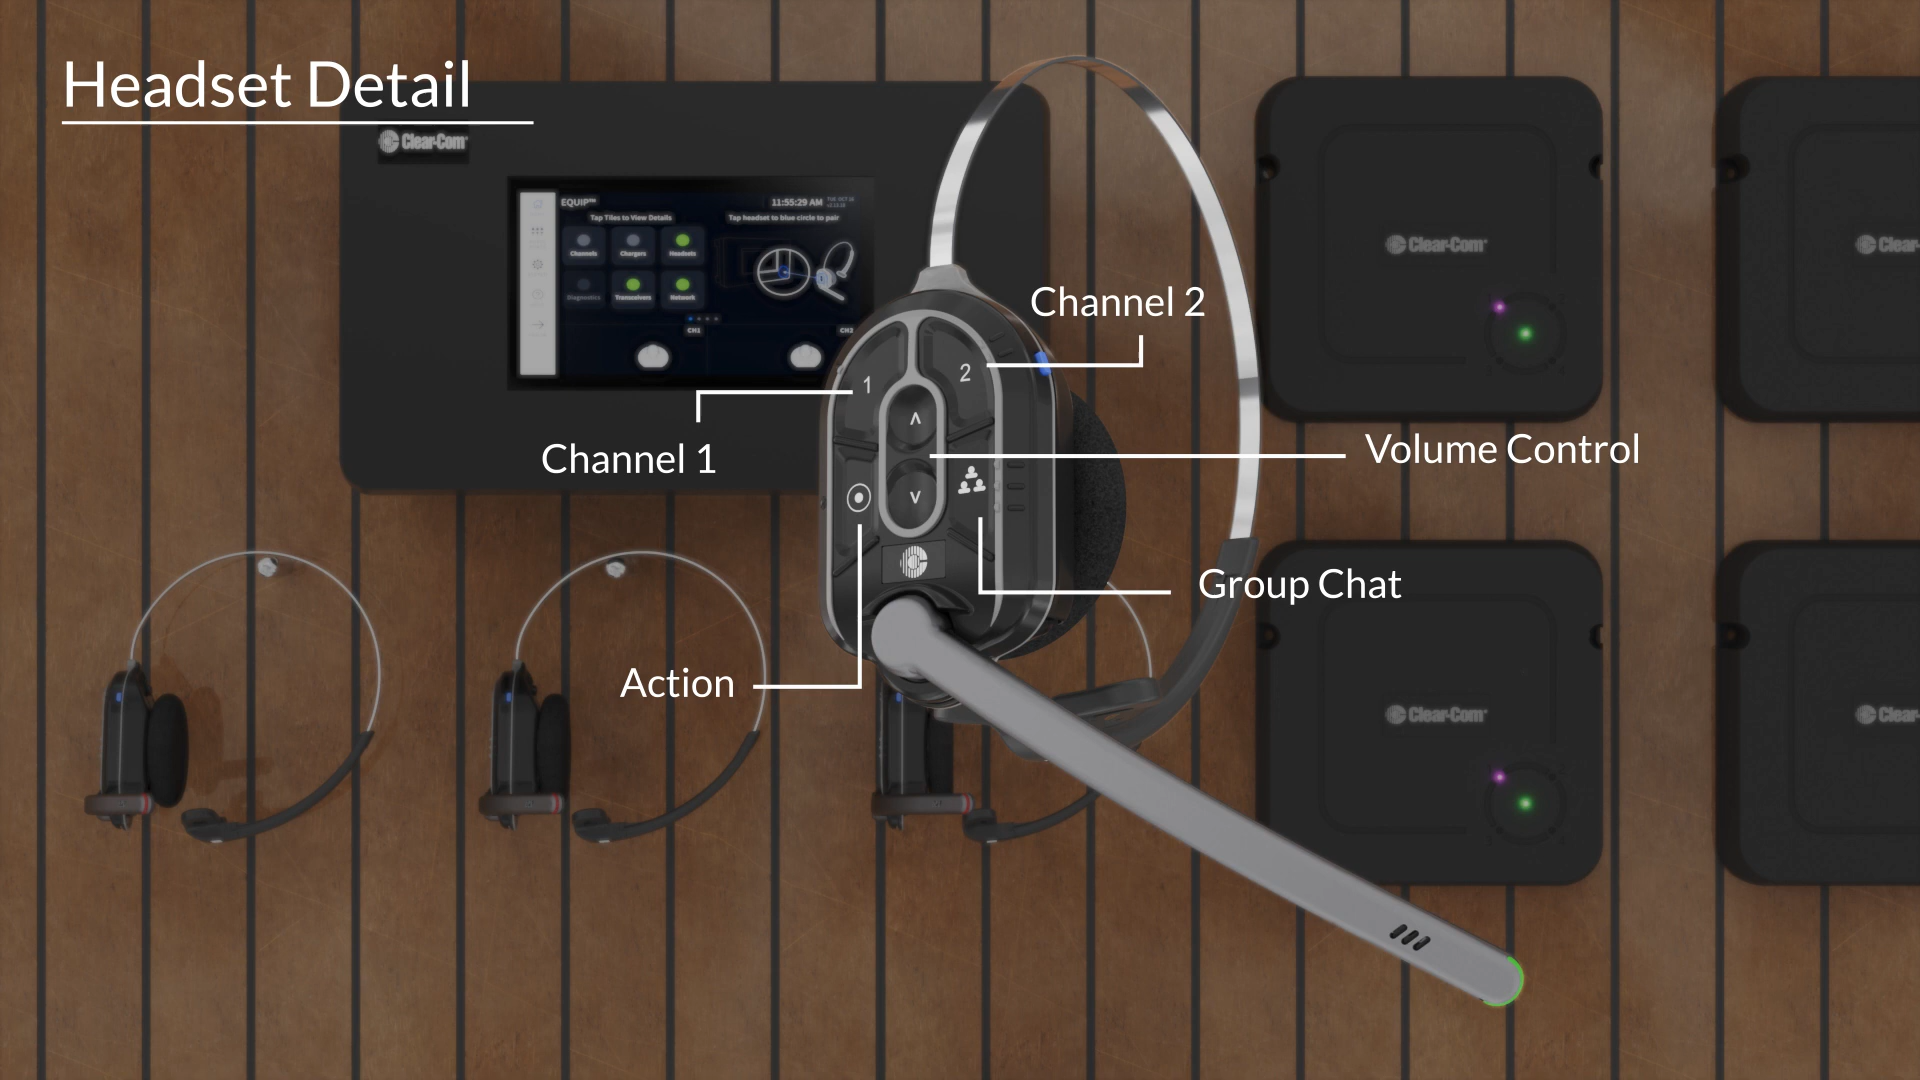 Headset Detail
Clear-Com
EQUIP™
11:55:29 AM
Tap Tiles to View Details
Tap headset to blue circle to pair
Channels
Chargers
Headsets
Diagnostics
Transceivers
Network
CH1
CH2
Channel 2
1
2
Channel 1
Volume Control
Group Chat
Action
Clear-Com
Clear-
Clear-Com
Clear-